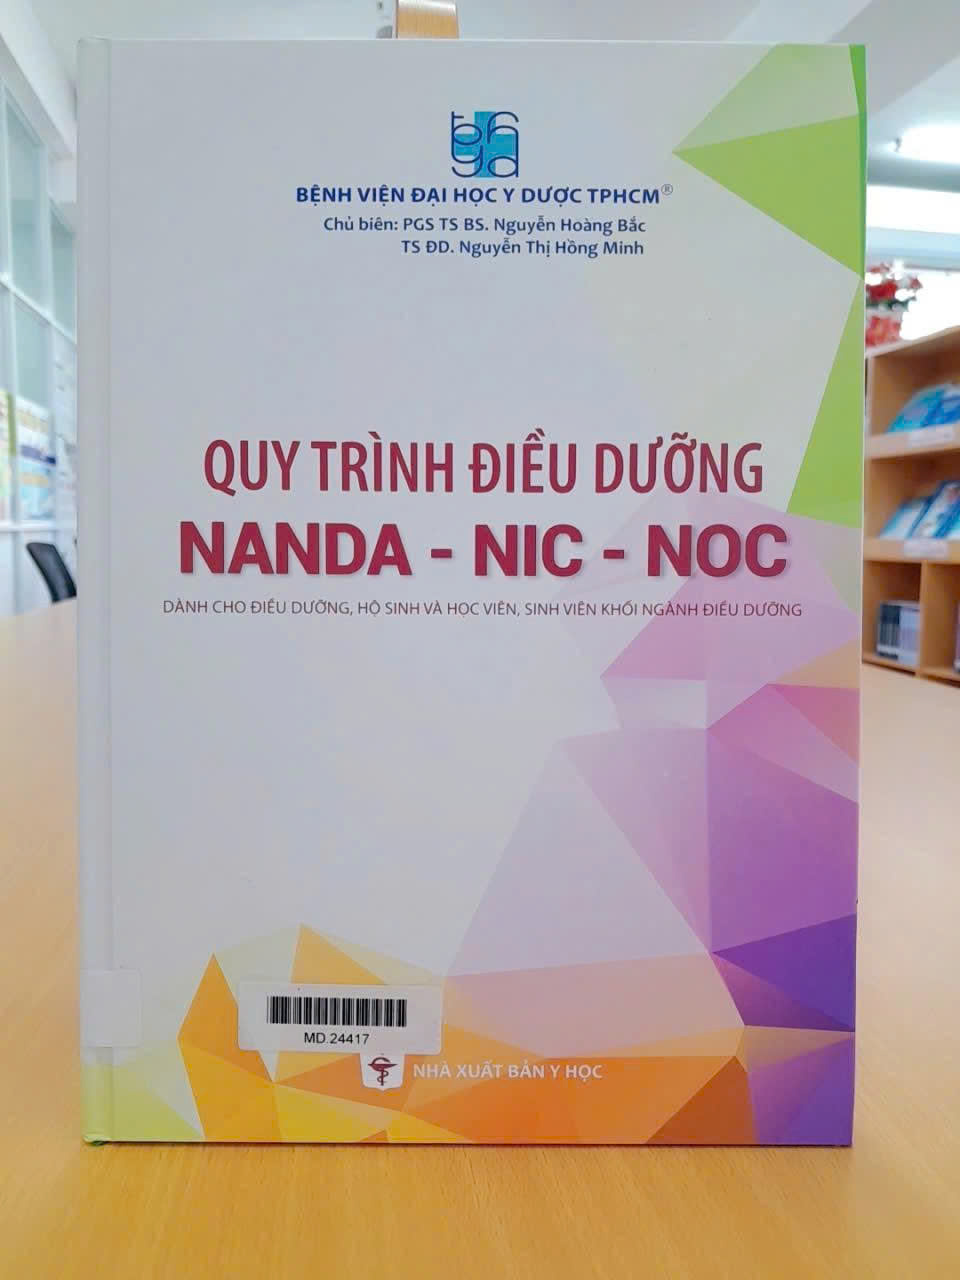 BỆNH VIỆN ĐẠI HỌC Y DƯỢC TPHCM®
Chủ biên: PGS TS BS. Nguyễn Hoàng Bắc
TS ĐD. Nguyễn Thị Hồng Minh
QUY TRÌNH ĐIỀU DƯỠNG
NANDA - NIC - NOC
DÀNH CHO ĐIỀU DƯỠNG, HỘ SINH VÀ HỌC VIÊN, SINH VIÊN KHỐI NGÀNH ĐIỀU DƯỠNG
MD.24417
NHÀ XUẤT BẢN Y HỌC